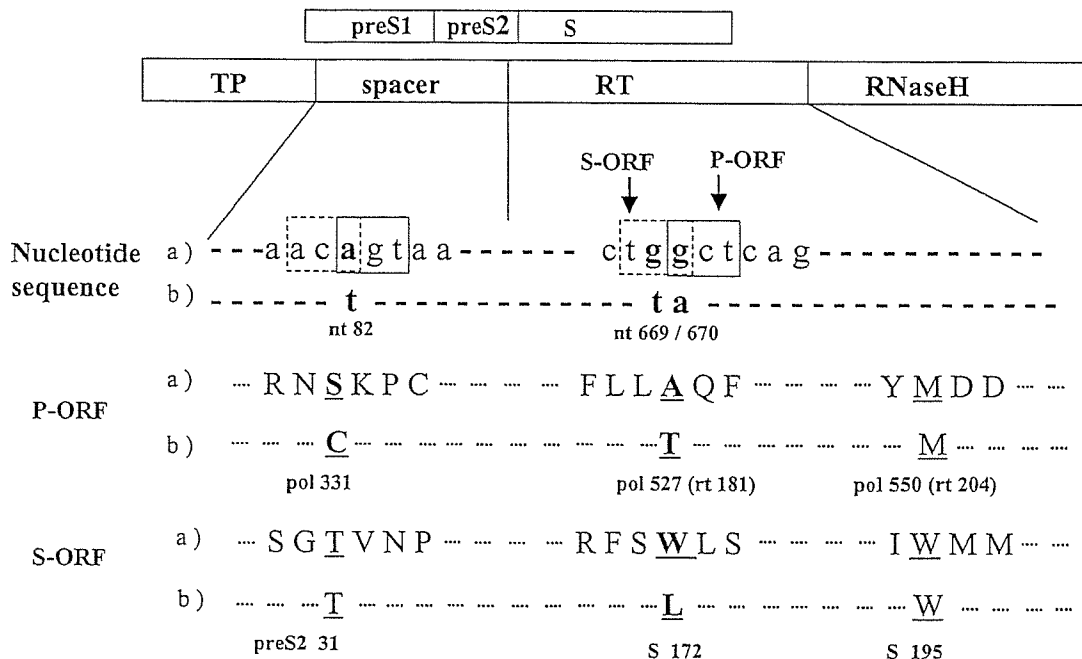 preS1 preS2 S
TP spacer RT RNaseH
S-ORF P-ORF
Nucleotide sequence
a) ---a a c a g t a a c t g g c t c a g----------
b) --------- t ------------- t a ----------------
nt 82 nt 669 / 670
P-ORF
a) ···· R N S K P C ···· F L L A Q F ···· Y M D D ····
b) ···· C ···· T ···· M ····
pol 331 pol 527 (rt 181) pol 550 (rt 204)
S-ORF
a) ···· S G T V N P ···· R F S W L S ···· I W M M ····
b) ···· T ···· L ···· W ····
preS2 31 S 172 S 195